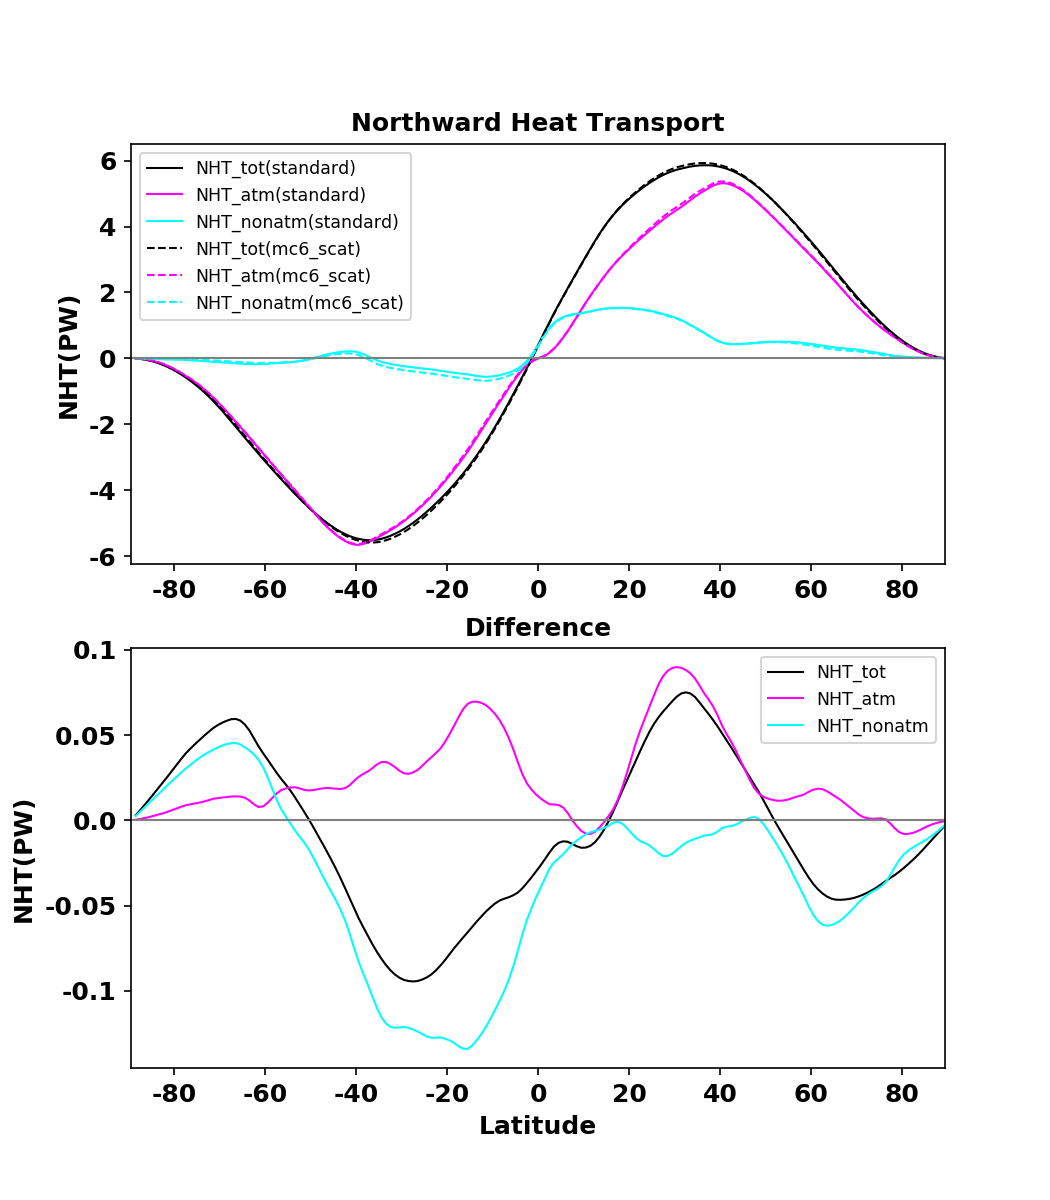 Northward Heat Transport
NHT(PW)
6
4
2
0
-2
-4
-6
NHT_tot(standard)
NHT_atm(standard)
NHT_nonatm(standard)
NHT_tot(mc6_scat)
NHT_atm(mc6_scat)
NHT_nonatm(mc6_scat)
-80 -60 -40 -20 0 20 40 60 80
Difference
NHT(PW)
0.1
0.05
0.0
-0.05
-0.1
NHT_tot
NHT_atm
NHT_nonatm
-80 -60 -40 -20 0 20 40 60 80
Latitude